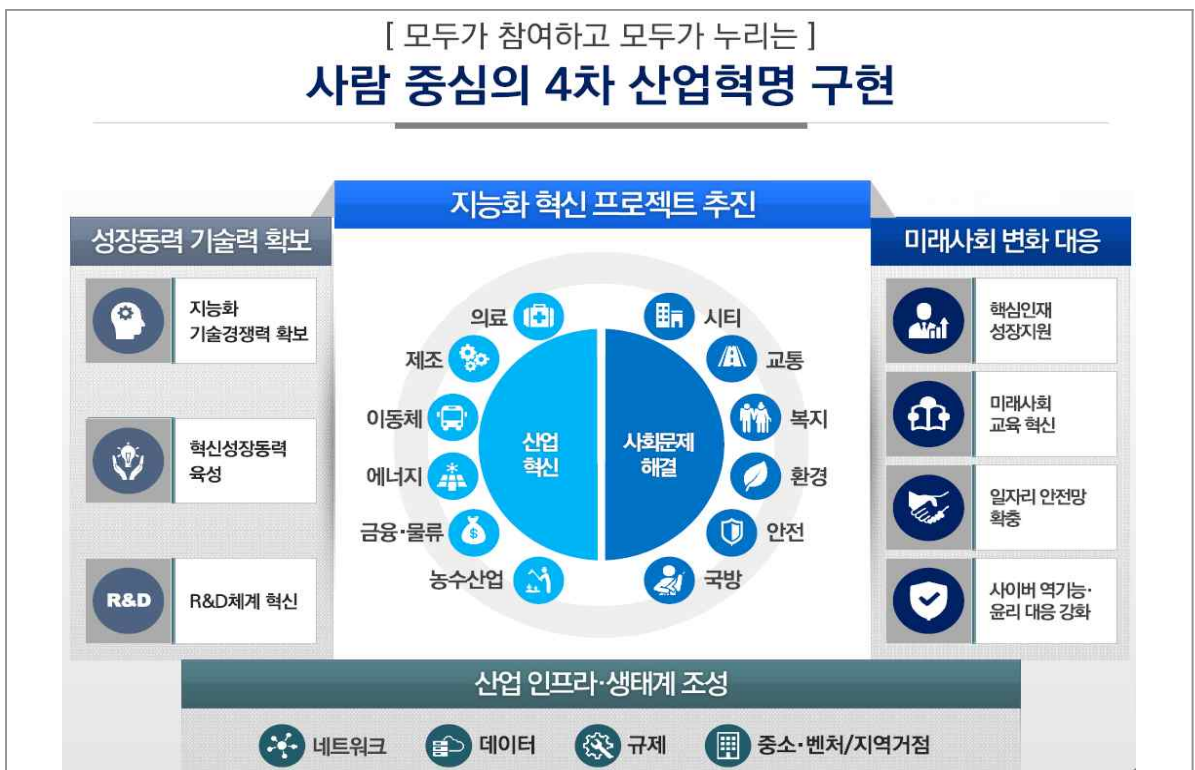 [ 모두가 참여하고 모두가 누리는 ]
사람 중심의 4차 산업혁명 구현
지능화 혁신 프로젝트 추진
성장동력 기술력 확보
지능화
기술경쟁력 확보
혁신성장동력
육성
R&D
R&D체계 혁신
의료
제조
이동체
에너지
금융·물류
농수산업
산업
혁신
사회문제
해결
시티
교통
복지
환경
안전
국방
미래사회 변화 대응
핵심인재
성장지원
미래사회
교육 혁신
일자리 안전망
확충
사이버 역기능·
윤리 대응 강화
산업 인프라·생태계 조성
네트워크
데이터
규제
중소·벤처/지역거점